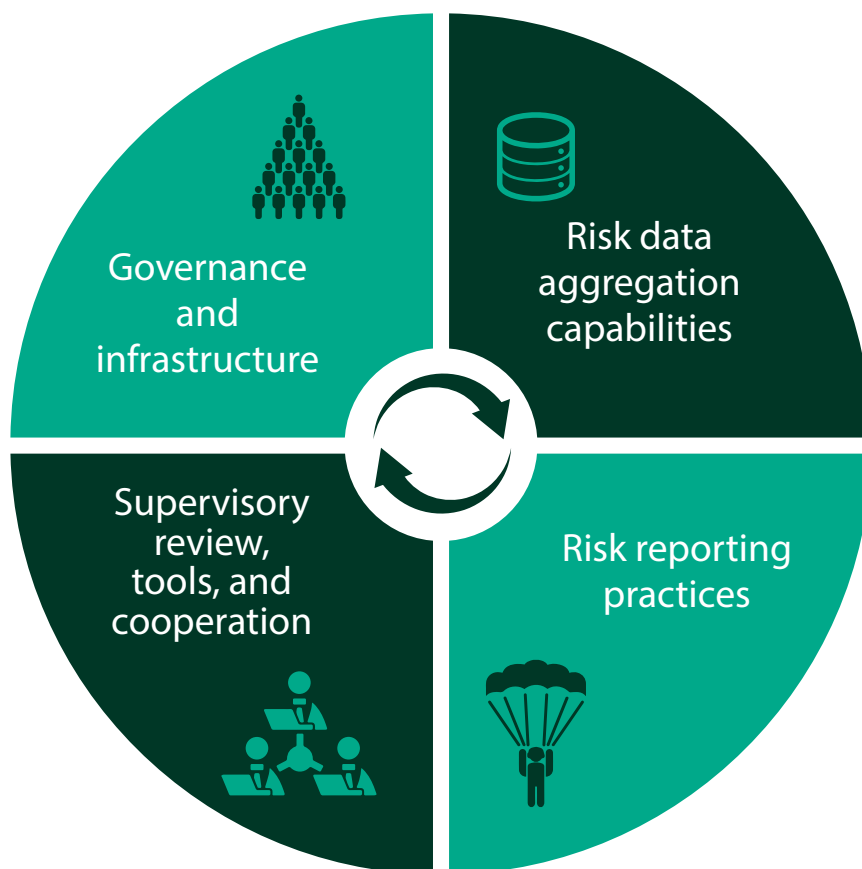 Governance
and
infrastructure
Risk data
aggregation
capabilities
Supervisory
review,
tools, and
cooperation
Risk reporting
practices